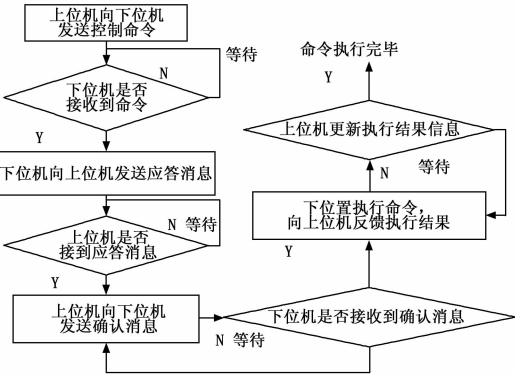 上位机向下位机
发送控制命令
等待
N
下位机是否
接收到命令
Y
下位机向上位机发送应答消息
N 等待
上位机是否
接到应答消息
Y
上位机向下位机
发送确认消息
N 等待
下位机是否接收到确认消息
Y
下位置执行命令，
向上位机反馈执行结果
N
等待
上位机更新执行结果信息
Y
命令执行完毕